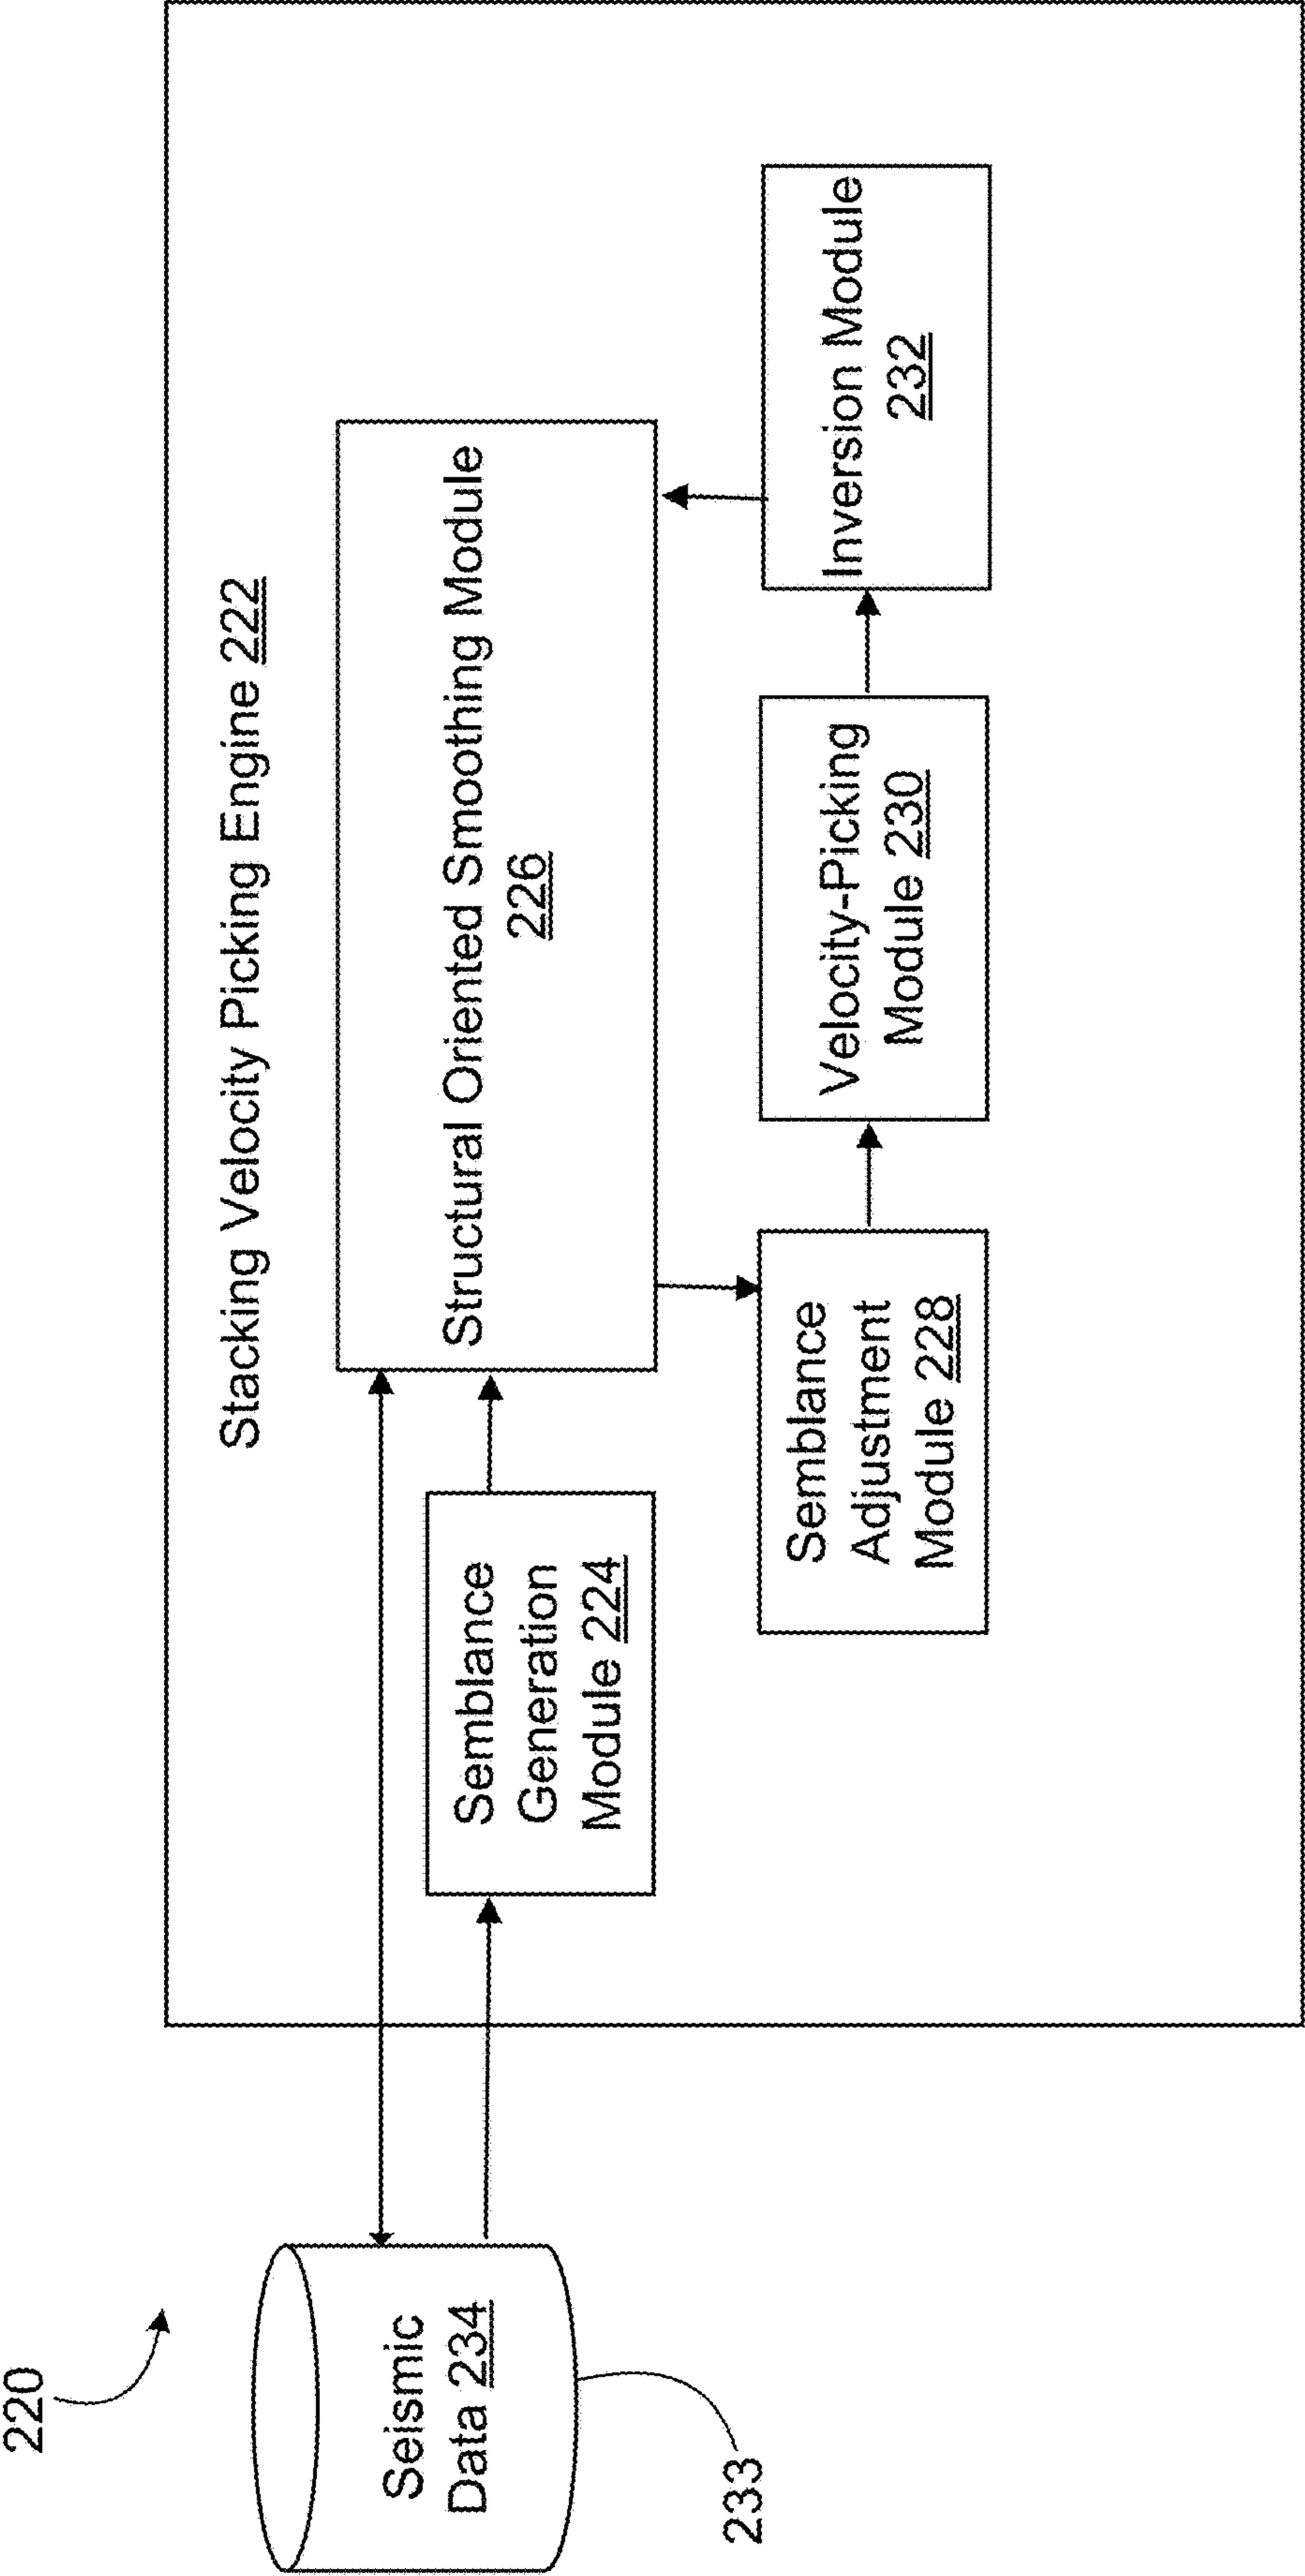 220
Stacking Velocity Picking Engine 222
Seismic
Data 234
233
Semblance
Generation
Module 224
Structural Oriented Smoothing Module
226
Semblance
Adjustment
Module 228
Velocity-Picking
Module 230
Inversion Module
232